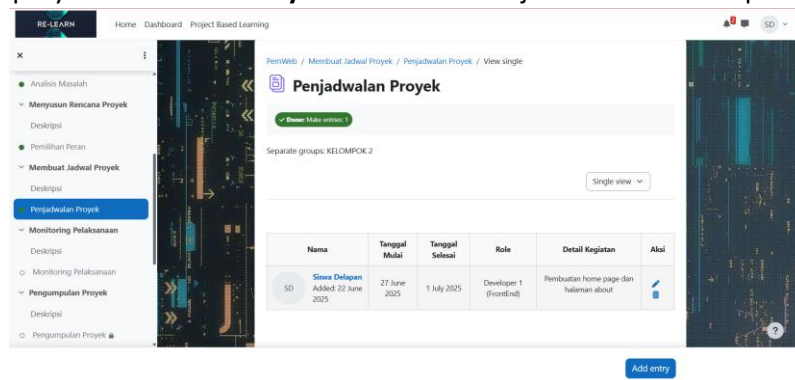 RE-LEARN
Home Dashboard Project Based Learning
2
SD
Analisis Masalah
Menyusun Rencana Proyek
Deskripsi
Pemilihan Peran
Membuat Jadwal Proyek
Deskripsi
Penjadwalan Proyek
Monitoring Pelaksanaan
Deskripsi
Monitoring Pelaksanaan
Pengumpulan Proyek
Deskripsi
Pengumpulan Proyek
PemWeb / Membuat Jadwal Proyek / Penjadwalan Proyek / View single
Penjadwalan Proyek
Done: Make entries: 1
Separate groups: KELOMPOK 2
Single view
Nama Tanggal Mulai Tanggal Selesai Role Detail Kegiatan Aksi
SD Siswa Delapan Added: 22 June 2025 27 June 2025 1 July 2025 Developer 1 (FrontEnd) Pembuatan home page dan halaman about
?
Add entry